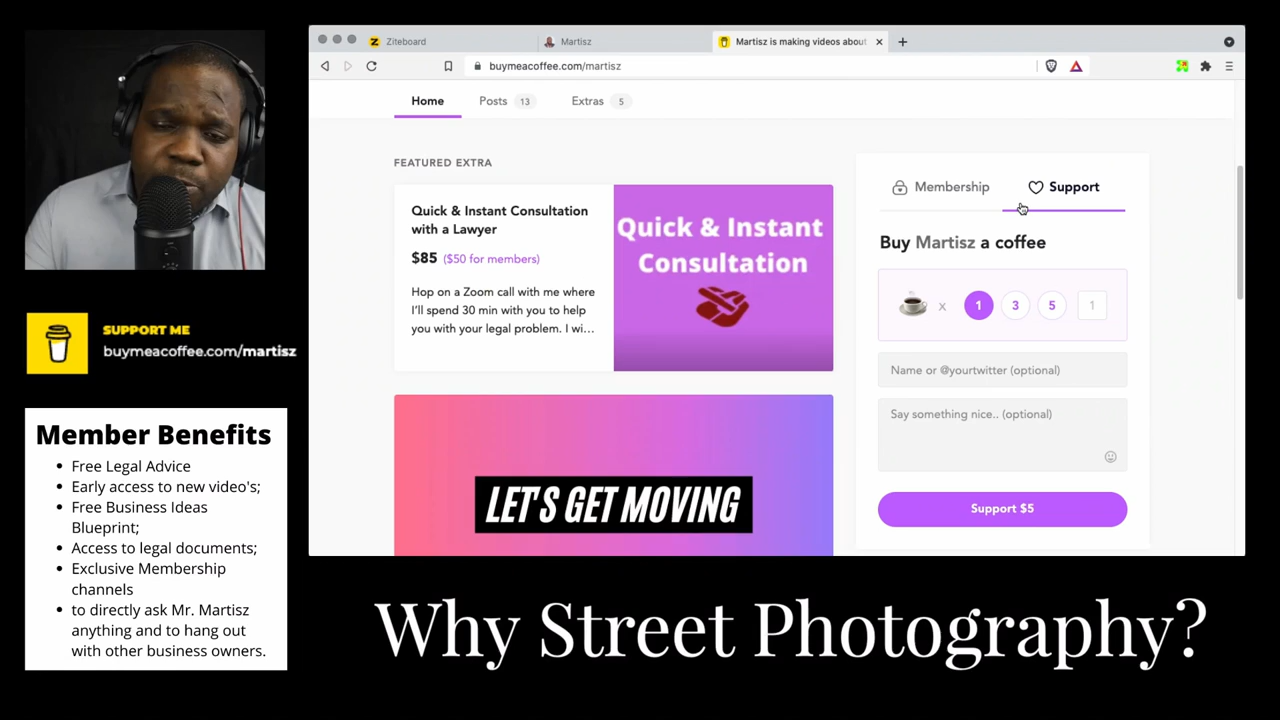 SUPPORT ME
buymeacoffee.com/martisz
Member Benefits
• Free Legal Advice
• Early access to new video's;
• Free Business Ideas
Blueprint;
• Access to legal documents;
• Exclusive Membership
channels
• to directly ask Mr. Martisz
anything and to hang out
with other business owners.
Ziteboard
Martisz
Martisz is making videos about
buymeacoffee.com/martisz
Home
Posts 13
Extras 5
FEATURED EXTRA
Quick & Instant Consultation
with a Lawyer
$85 ($50 for members)
Hop on a Zoom call with me where
I'll spend 30 min with you to help
you with your legal problem. I wi...
Quick & Instant
Consultation
LET'S GET MOVING
Membership
Support
Buy Martisz a coffee
x 1 3 5 1
Name or @yourtwitter (optional)
Say something nice.. (optional)
Support $5
Why Street Photography?